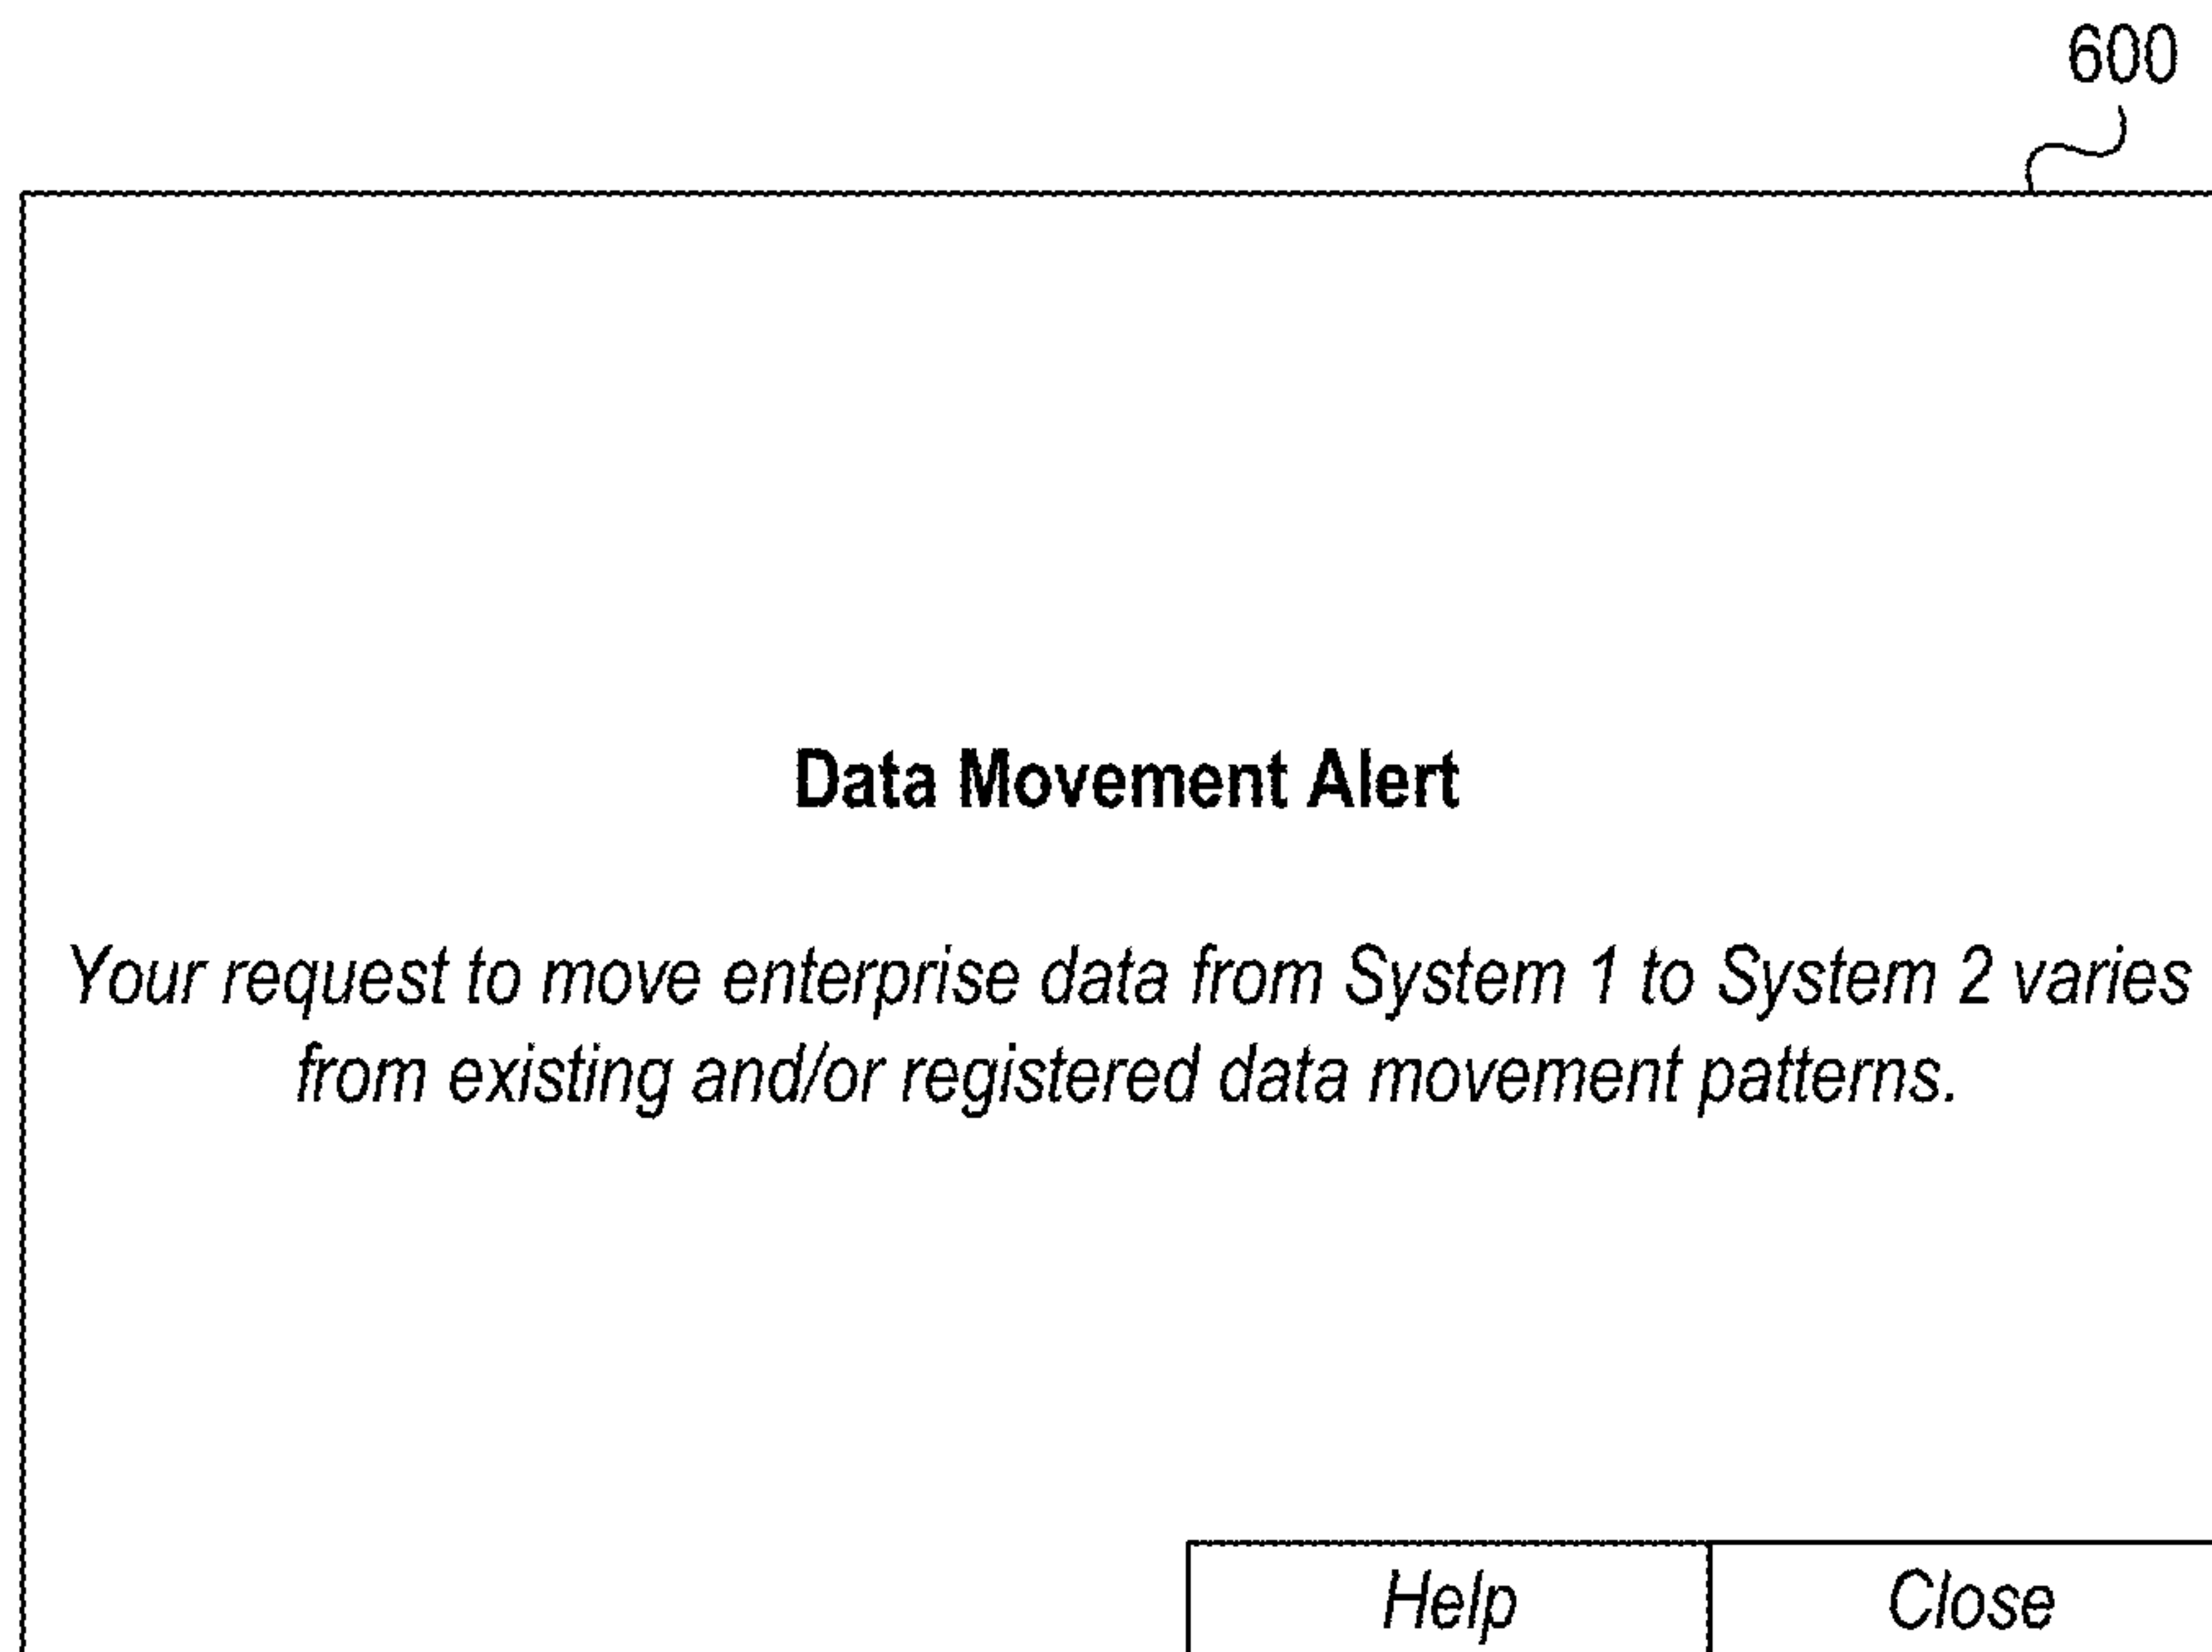 600
Data Movement Alert
Your request to move enterprise data from System 1 to System 2 varies
from existing and/or registered data movement patterns.
Help
Close